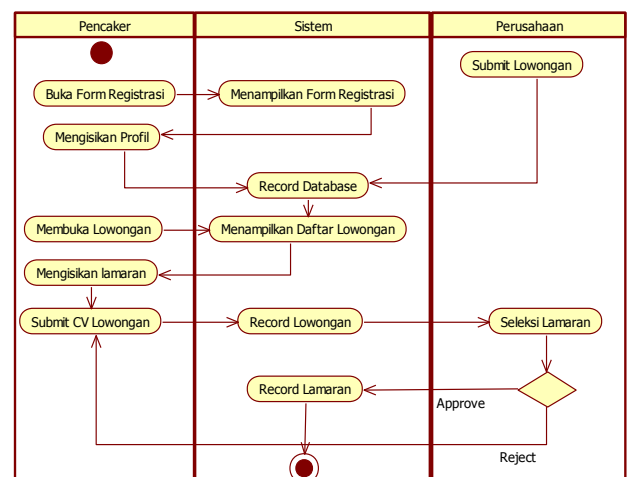 Pencaker
Sistem
Perusahaan
Submit Lowongan
Buka Form Registrasi
Menampilkan Form Registrasi
Mengisikan Profil
Record Database
Membuka Lowongan
Menampilkan Daftar Lowongan
Mengisikan lamaran
Submit CV Lowongan
Record Lowongan
Seleksi Lamaran
Record Lamaran
Approve
Reject